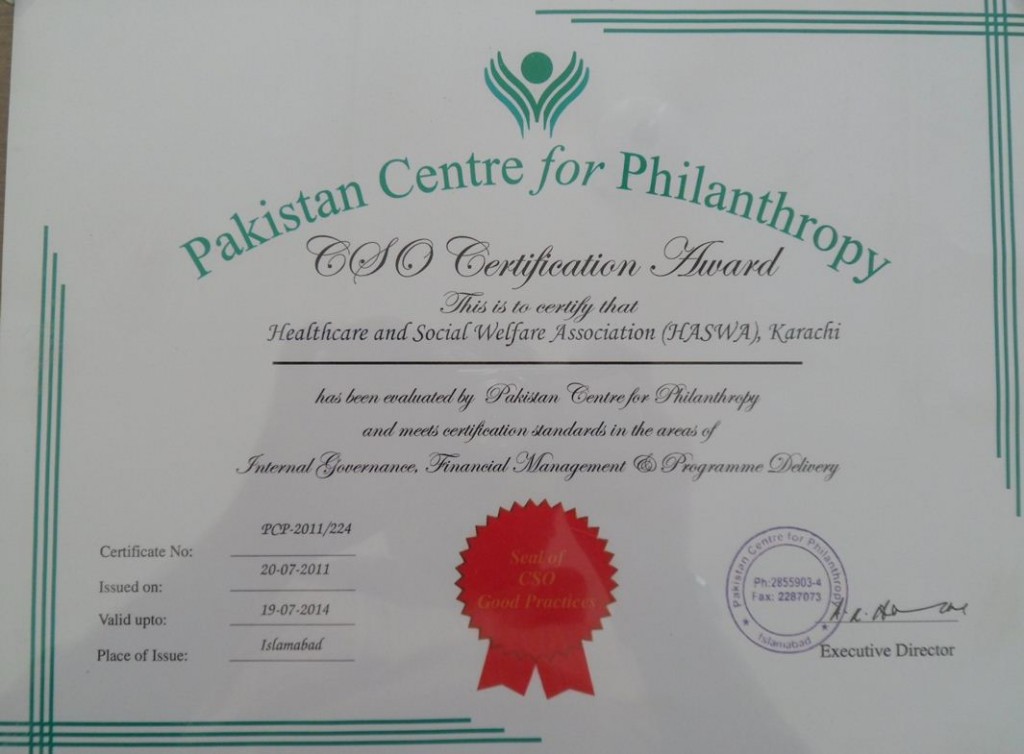 Pakistan Centre for Philanthropy
CSO Certification Award
This is to certify that
Healthcare and Social Welfare Association (HASWA), Karachi
has been evaluated by Pakistan Centre for Philanthropy
and meets certification standards in the areas of
Internal Governance, Financial Management & Programme Delivery
Certificate No: PCP-2011/224
Issued on: 20-07-2011
Valid upto: 19-07-2014
Place of Issue: Islamabad
Seal of
CSO
Good Practices
Pakistan Centre for Philanthropy
Ph:2855903-4
Fax: 2287073
Islamabad
Executive Director